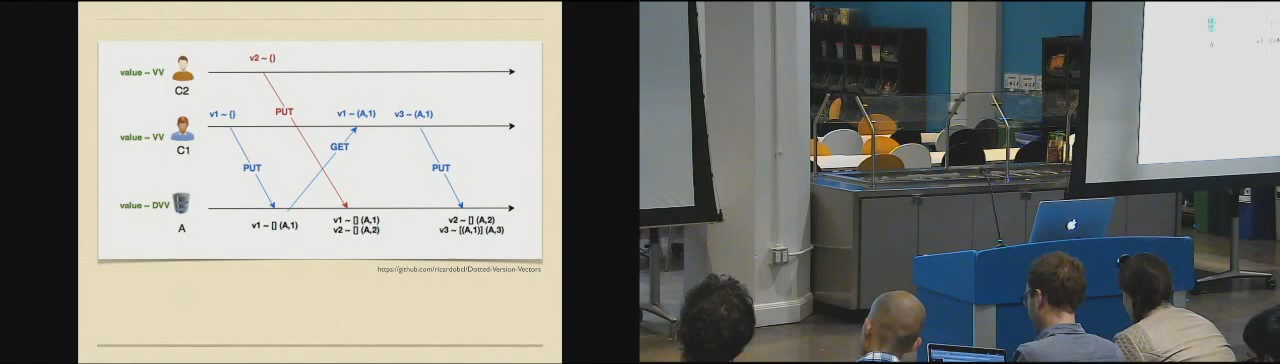 v2 ~ {}
value ~ VV
C2
PUT
v1 ~ {}
v1 ~ (A,1)
v3 ~ (A,1)
value ~ VV
GET
C1
PUT
PUT
value ~ DVV
A
v1 ~ [] (A,1)
v1 ~ [] (A,1)
v2 ~ [] (A,2)
v2 ~ [] (A,2)
v3 ~ [(A,1)] (A,3)
https://github.com/ricardobcl/Dotted-Version-Vectors
A